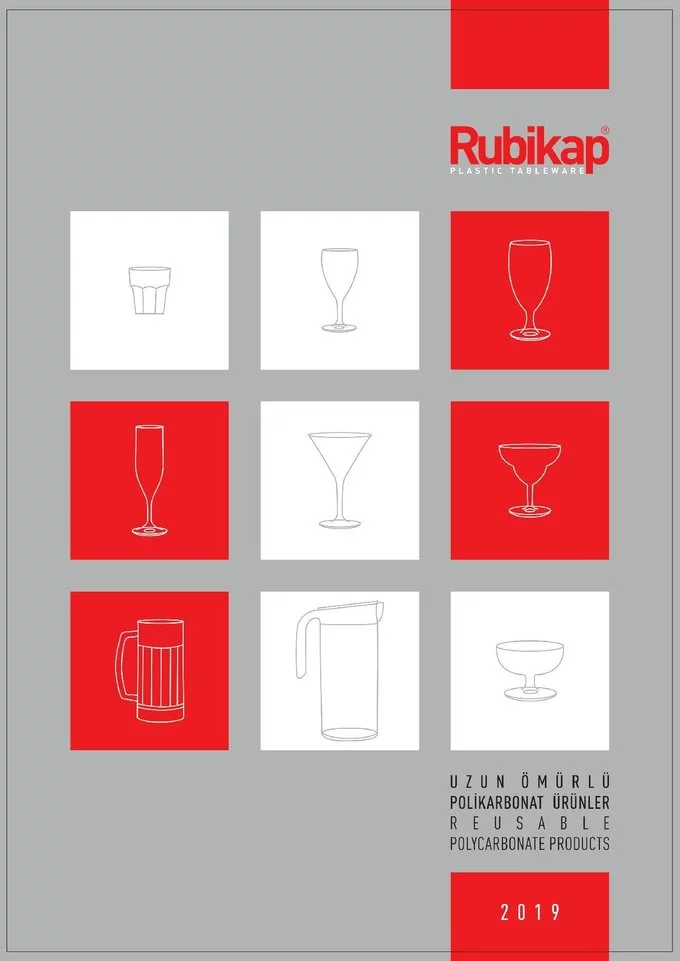 Rubikap®
PLASTIC TABLEWARE
UZUN ÖMÜRLÜ
POLİKARBONAT ÜRÜNLER
REUSABLE
POLYCARBONATE PRODUCTS
2019